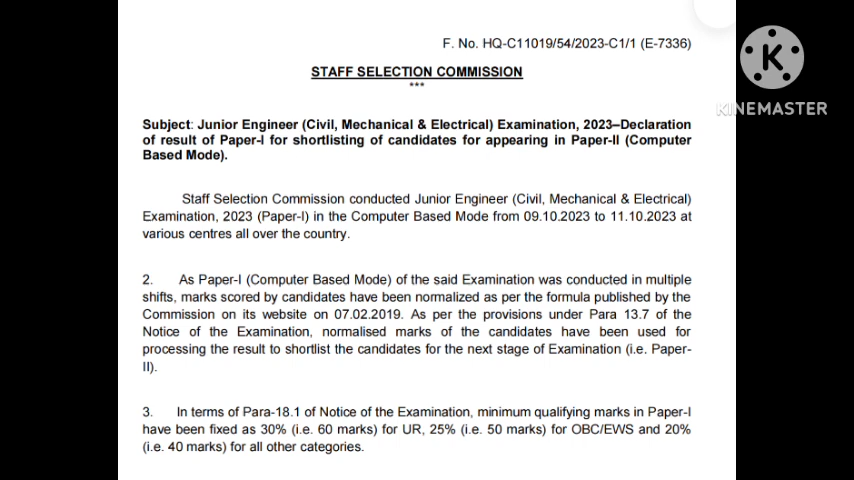 F. No. HQ-C11019/54/2023-C1/1 (E-7336)
STAFF SELECTION COMMISSION
***
Subject: Junior Engineer (Civil, Mechanical & Electrical) Examination, 2023–Declaration
of result of Paper-I for shortlisting of candidates for appearing in Paper-II (Computer
Based Mode).
Staff Selection Commission conducted Junior Engineer (Civil, Mechanical & Electrical)
Examination, 2023 (Paper-I) in the Computer Based Mode from 09.10.2023 to 11.10.2023 at
various centres all over the country.
2. As Paper-I (Computer Based Mode) of the said Examination was conducted in multiple
shifts, marks scored by candidates have been normalized as per the formula published by the
Commission on its website on 07.02.2019. As per the provisions under Para 13.7 of the
Notice of the Examination, normalised marks of the candidates have been used for
processing the result to shortlist the candidates for the next stage of Examination (i.e. Paper-
II).
3. In terms of Para-18.1 of Notice of the Examination, minimum qualifying marks in Paper-I
have been fixed as 30% (i.e. 60 marks) for UR, 25% (i.e. 50 marks) for OBC/EWS and 20%
(i.e. 40 marks) for all other categories.
K
KINEMASTER